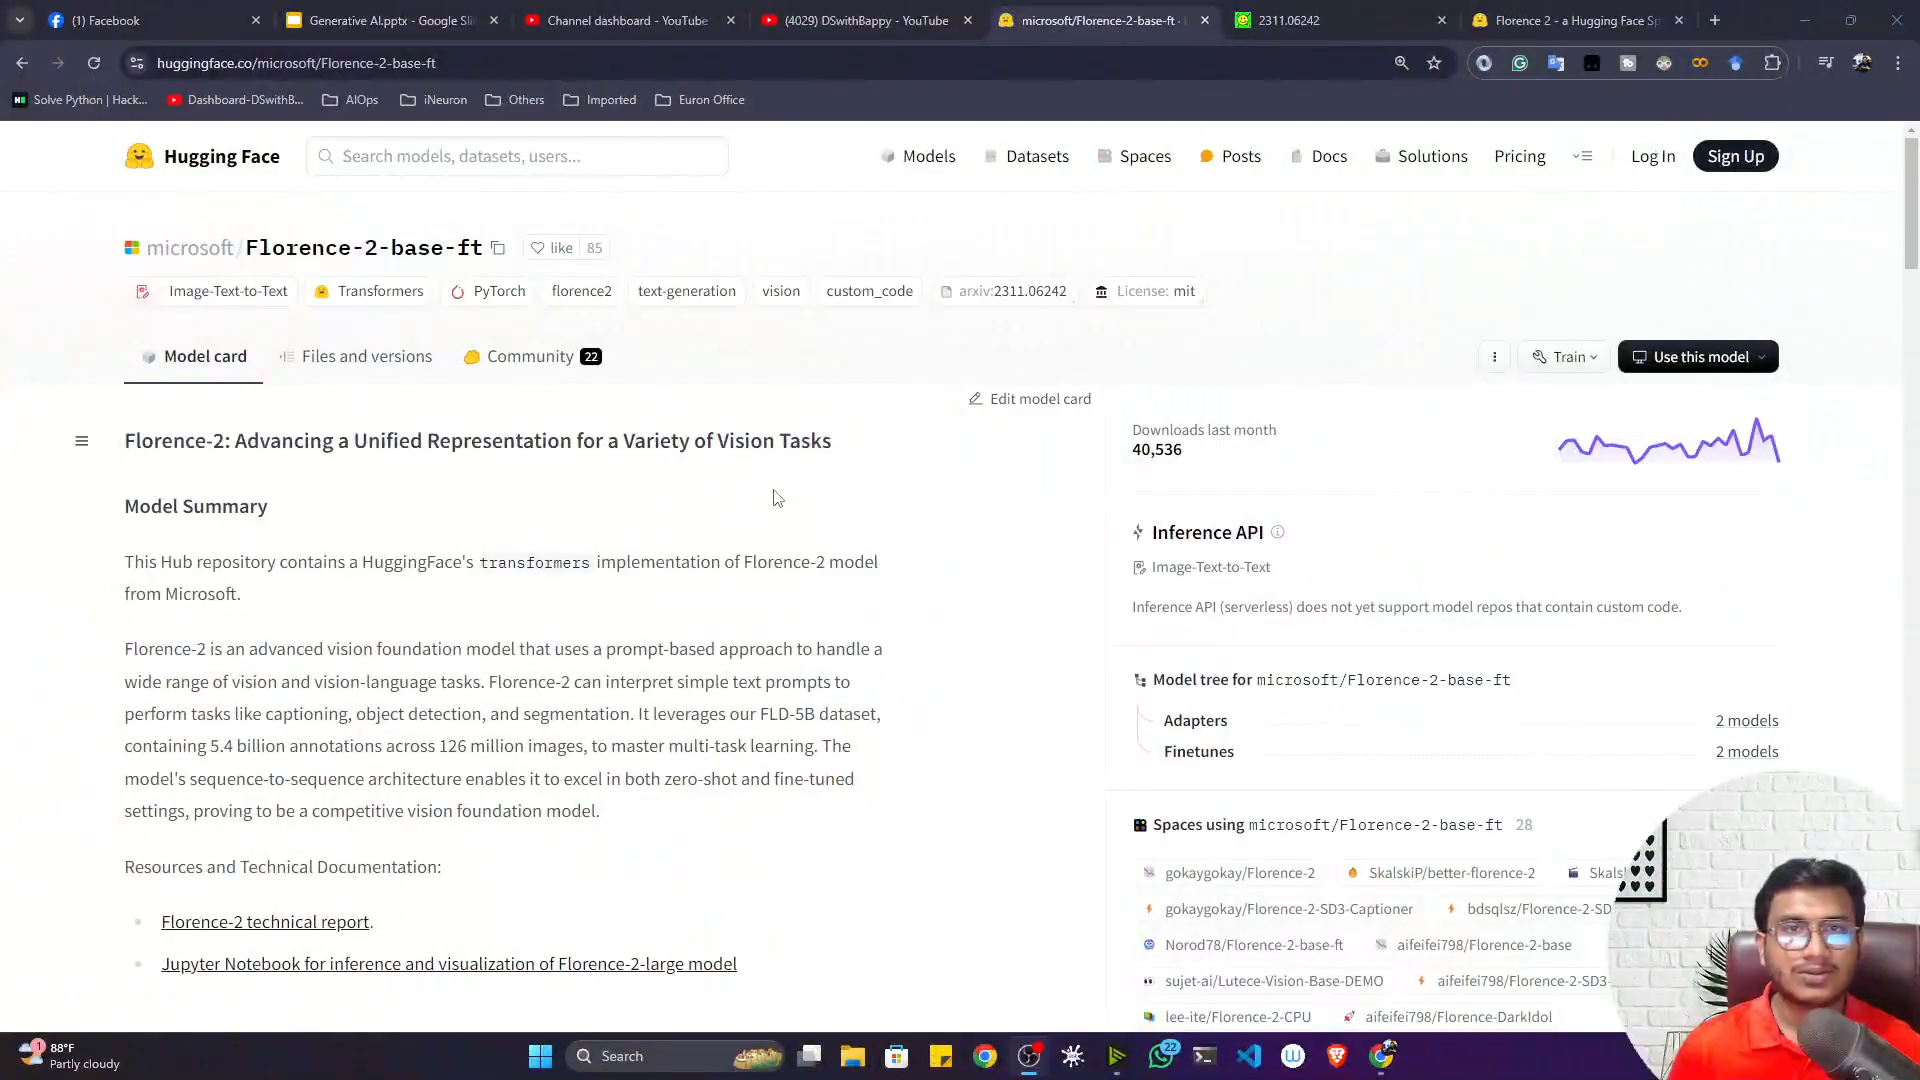 (1) Facebook
Generative AI.pptx - Google Sli
Channel dashboard - YouTube
(4029) DSwithBappy - YouTube
microsoft/Florence-2-base-ft ·
2311.06242
Florence 2 - a Hugging Face Sp
huggingface.co/microsoft/Florence-2-base-ft
Solve Python | Hack...
Dashboard-DSwithB...
AIOps
iNeuron
Others
Imported
Euron Office
Hugging Face
Search models, datasets, users...
Models
Datasets
Spaces
Posts
Docs
Solutions
Pricing
Log In
Sign Up
microsoft/Florence-2-base-ft
like 85
Image-Text-to-Text
Transformers
PyTorch
florence2
text-generation
vision
custom_code
arxiv:2311.06242
License: mit
Model card
Files and versions
Community 22
Train
Use this model
Edit model card
Florence-2: Advancing a Unified Representation for a Variety of Vision Tasks
Model Summary
This Hub repository contains a HuggingFace's transformers implementation of Florence-2 model
from Microsoft.
Florence-2 is an advanced vision foundation model that uses a prompt-based approach to handle a
wide range of vision and vision-language tasks. Florence-2 can interpret simple text prompts to
perform tasks like captioning, object detection, and segmentation. It leverages our FLD-5B dataset,
containing 5.4 billion annotations across 126 million images, to master multi-task learning. The
model's sequence-to-sequence architecture enables it to excel in both zero-shot and fine-tuned
settings, proving to be a competitive vision foundation model.
Resources and Technical Documentation:
Florence-2 technical report.
Jupyter Notebook for inference and visualization of Florence-2-large model
Downloads last month
40,536
Inference API
Image-Text-to-Text
Inference API (serverless) does not yet support model repos that contain custom code.
Model tree for microsoft/Florence-2-base-ft
Adapters 2 models
Finetunes 2 models
Spaces using microsoft/Florence-2-base-ft 28
gokaygokay/Florence-2
SkalskiP/better-florence-2
Skals
gokaygokay/Florence-2-SD3-Captioner
bdsqlsz/Florence-2-SD
Norod78/Florence-2-base-ft
aifeifei798/Florence-2-base
sujet-ai/Lutece-Vision-Base-DEMO
aifeifei798/Florence-2-SD3-
lee-ite/Florence-2-CPU
aifeifei798/Florence-DarkIdol
1
88°F
Partly cloudy
Search
22